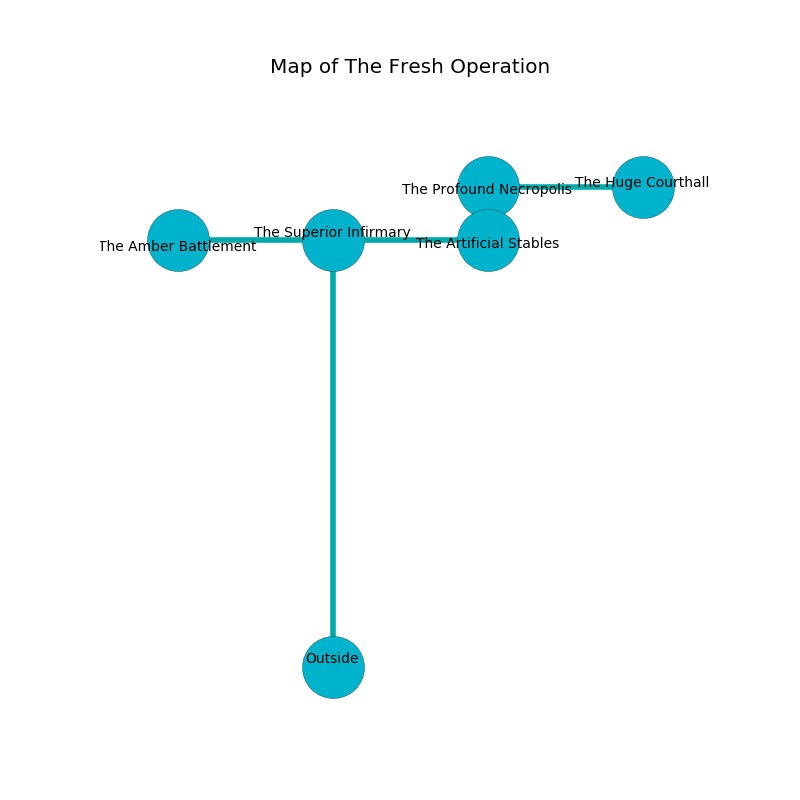 Map of The Fresh Operation
The Huge Courthall
The Profound Necropolis
The Superior Infirmary
The Artificial Stables
The Amber Battlement
Outside